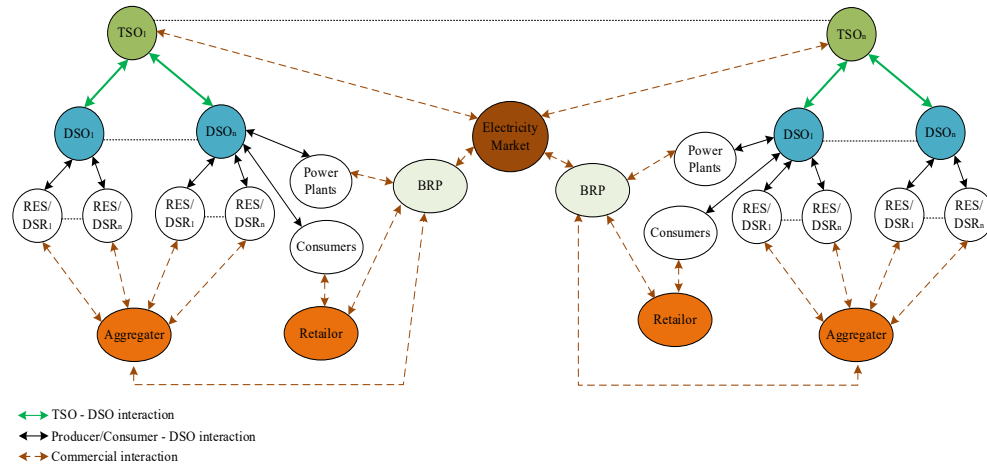 TSO1
TSOn
DSO1
DSOn
Electricity
Market
DSO1
DSOn
Power
Plants
BRP
BRP
Power
Plants
RES/
DSR1
RES/
DSRn
RES/
DSR1
RES/
DSRn
Consumers
Consumers
RES/
DSR1
RES/
DSRn
RES/
DSR1
RES/
DSRn
Aggregater
Retailor
Retailor
Aggregater
TSO - DSO interaction
Producer/Consumer - DSO interaction
Commercial interaction